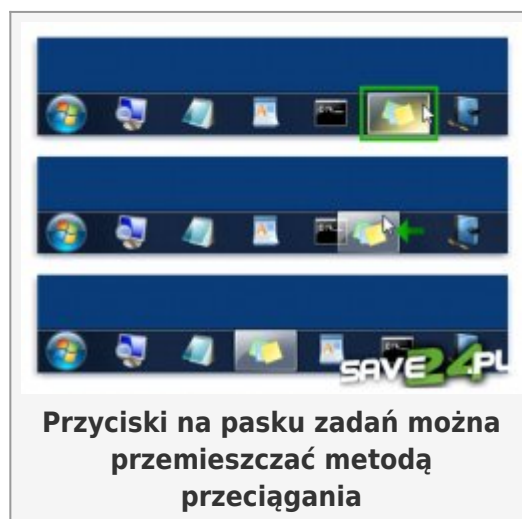 SAVE24.PL
Przyciski na pasku zadań można
przemieszczać metodą
przeciągania